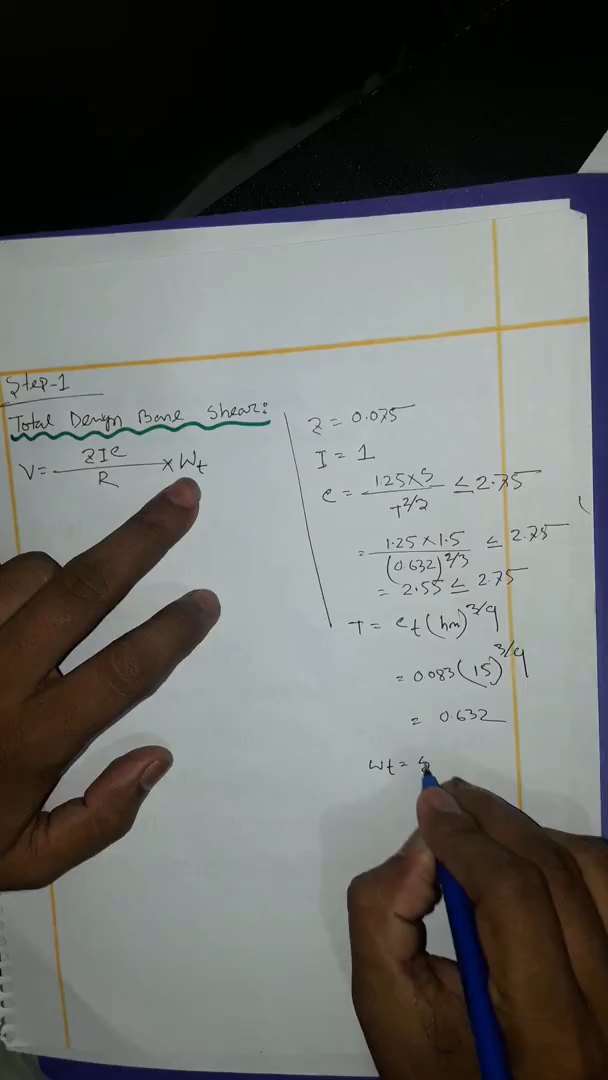 Step-1
Total Design Base Shear:
V = ZIC / R × Wt
Z = 0.075
I = 1
C = 1.25×S / T^2/3 ≤ 2.75
= 1.25×1.5 / (0.632)^2/3 ≤ 2.75
= 2.55 ≤ 2.75
T = Ct (hn)^3/4
= 0.083 (15)^3/4
= 0.632
Wt =